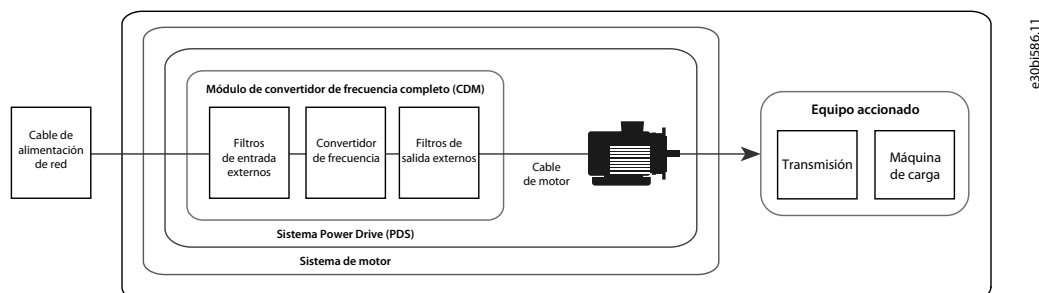 Cable de
alimentación
de red
Módulo de convertidor de frecuencia completo (CDM)
Filtros
de entrada
externos
Convertidor
de frecuencia
Filtros de
salida externos
Cable
de motor
Sistema Power Drive (PDS)
Sistema de motor
Equipo accionado
Transmisión
Máquina
de carga
e30bi586.11